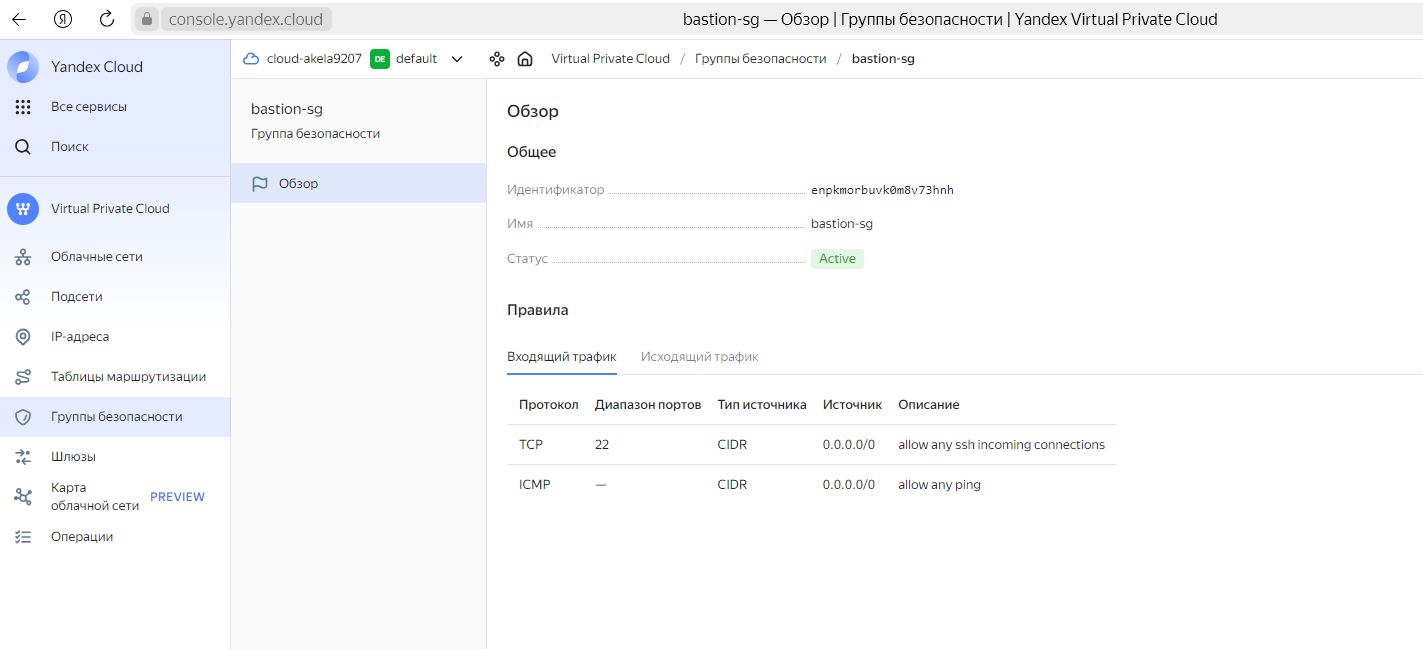 Я
console.yandex.cloud
bastion-sg — Обзор | Группы безопасности | Yandex Virtual Private Cloud
Yandex Cloud
Все сервисы
Поиск
Virtual Private Cloud
Облачные сети
Подсети
IP-адреса
Таблицы маршрутизации
Группы безопасности
Шлюзы
Карта
облачной сети PREVIEW
Операции
cloud-akela9207 DE default
Virtual Private Cloud / Группы безопасности / bastion-sg
bastion-sg
Группа безопасности
Обзор
Обзор
Общее
Идентификатор enpkmorbuvk0m8v73hnh
Имя bastion-sg
Статус Active
Правила
Входящий трафик Исходящий трафик
Протокол Диапазон портов Тип источника Источник Описание
TCP 22 CIDR 0.0.0.0/0 allow any ssh incoming connections
ICMP — CIDR 0.0.0.0/0 allow any ping